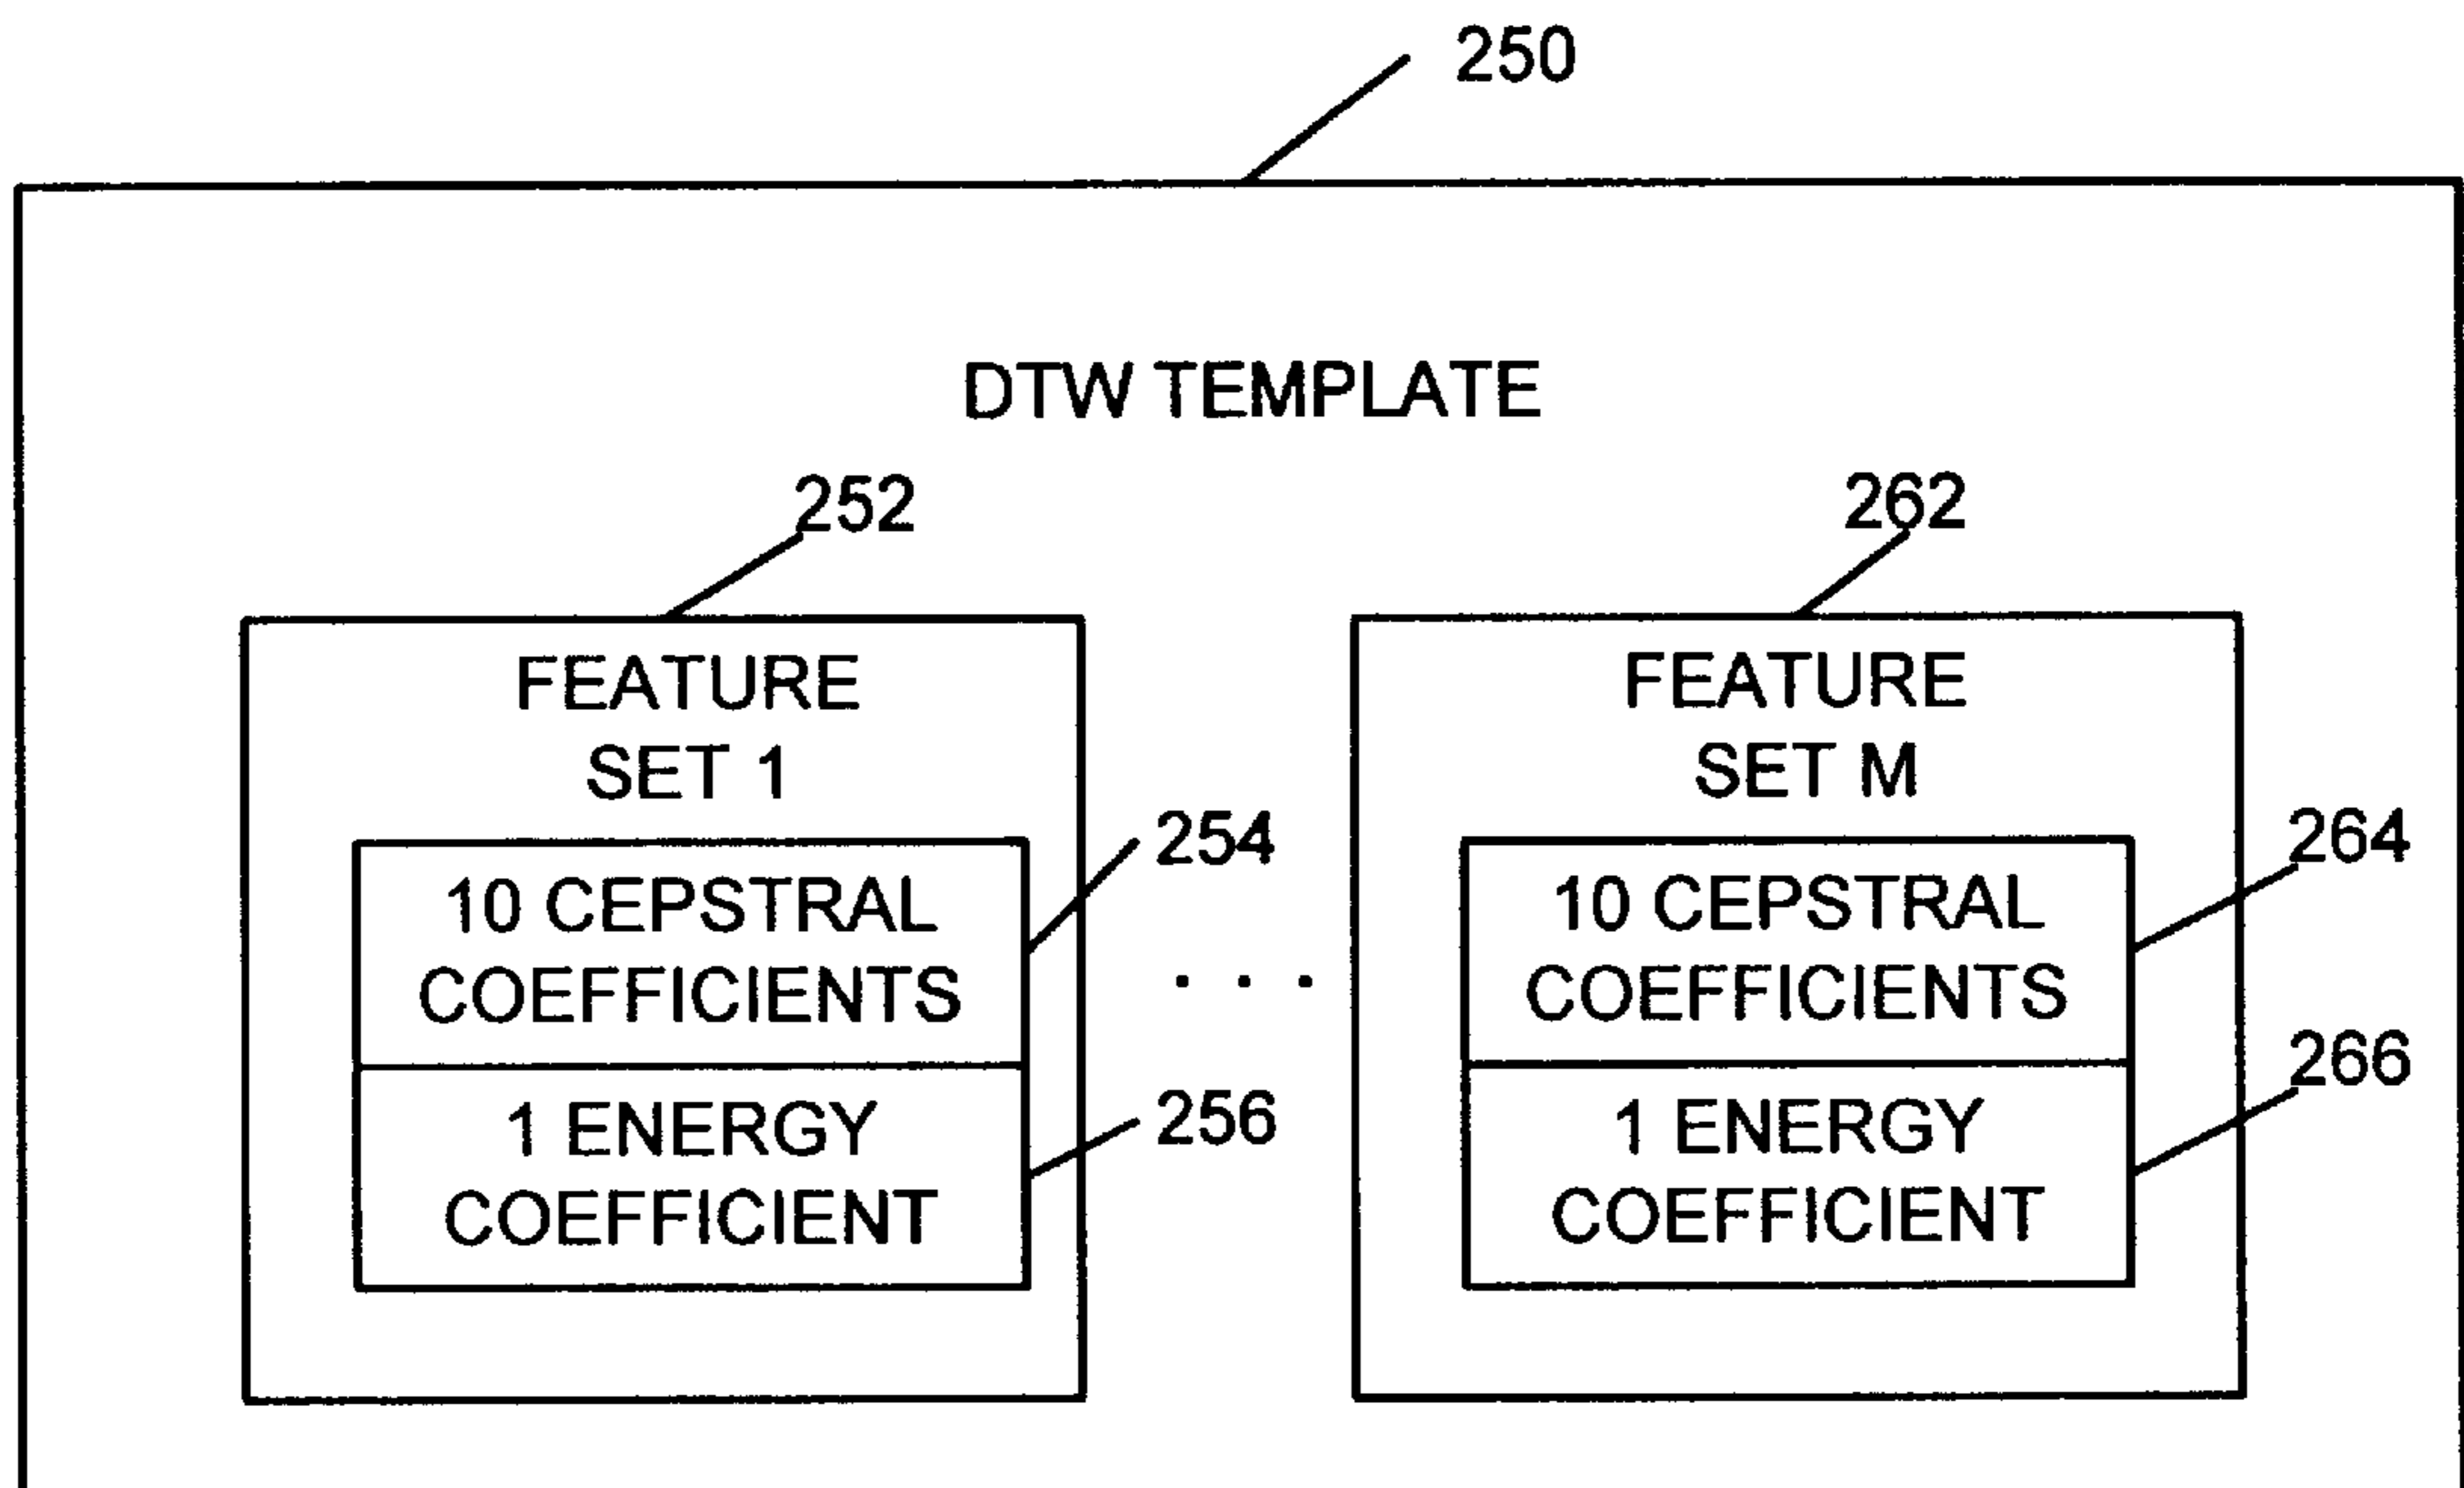 250
DTW TEMPLATE
252
262
FEATURE
SET 1
254
10 CEPSTRAL
COEFFICIENTS
256
1 ENERGY
COEFFICIENT
. . .
FEATURE
SET M
264
10 CEPSTRAL
COEFFICIENTS
266
1 ENERGY
COEFFICIENT